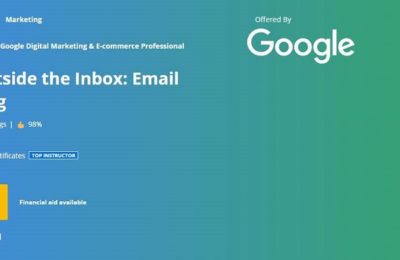 Marketing
Offered By
Google
Google Digital Marketing & E-commerce Professional
tside the Inbox: Email
g
gs | 98%
tificates TOP INSTRUCTOR
Financial aid available